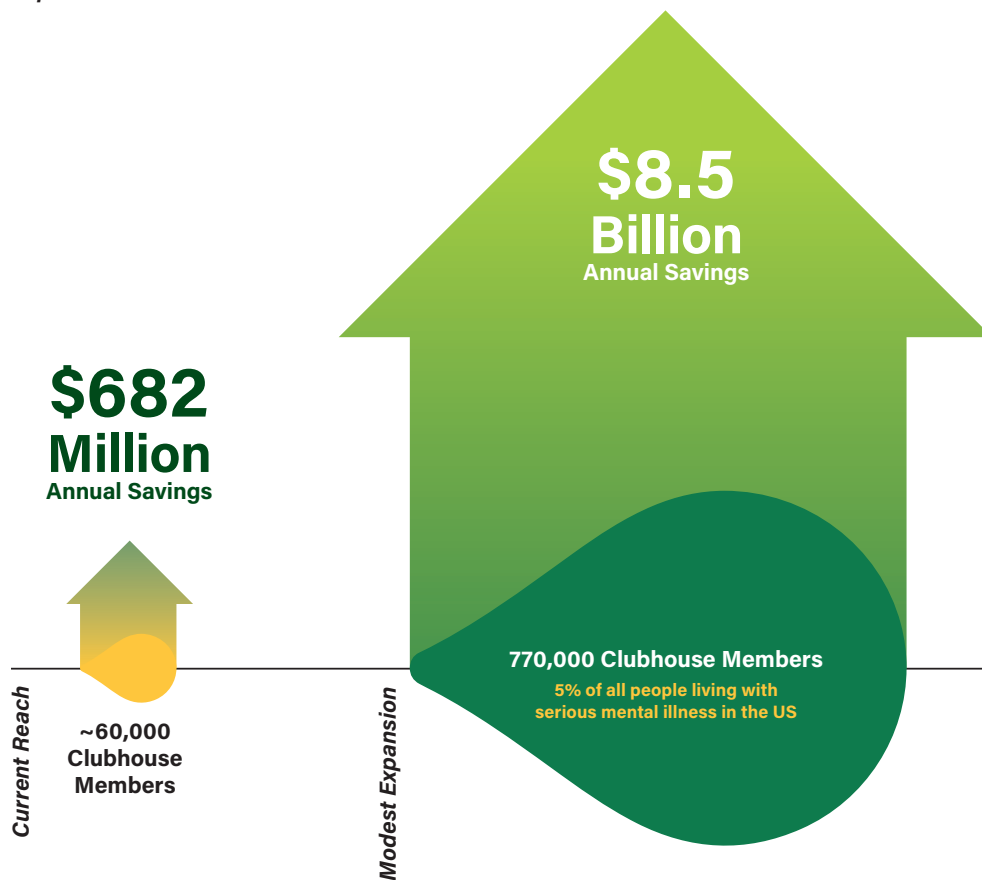 $682
Million
Annual Savings
~60,000
Clubhouse
Members
Current Reach
$8.5
Billion
Annual Savings
770,000 Clubhouse Members
5% of all people living with
serious mental illness in the US
Modest Expansion